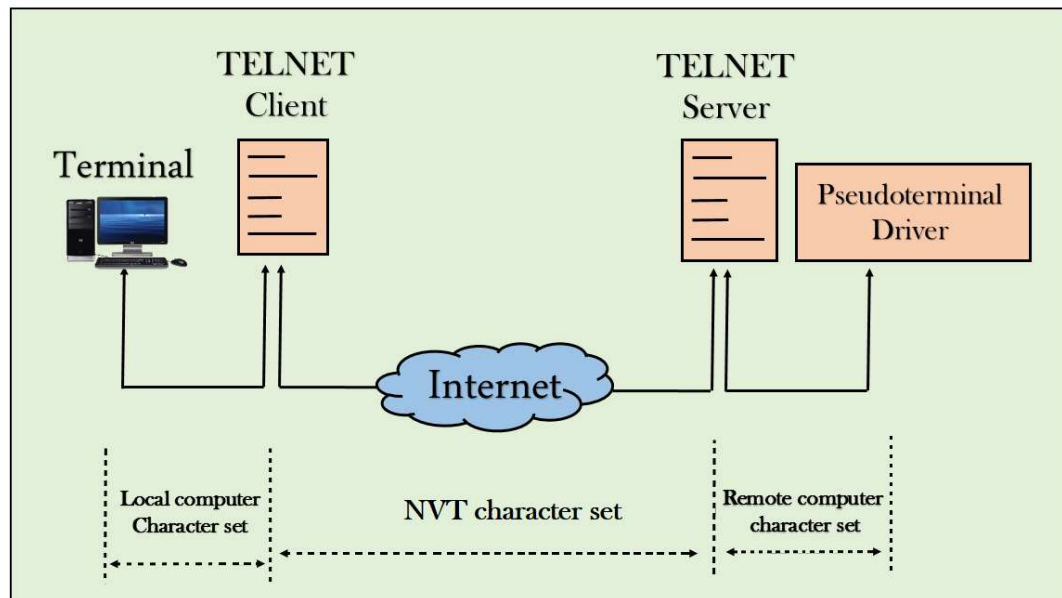 TELNET
Client
TELNET
Server
Terminal
Pseudoterminal
Driver
Internet
Local computer
Character set
NVT character set
Remote computer
character set